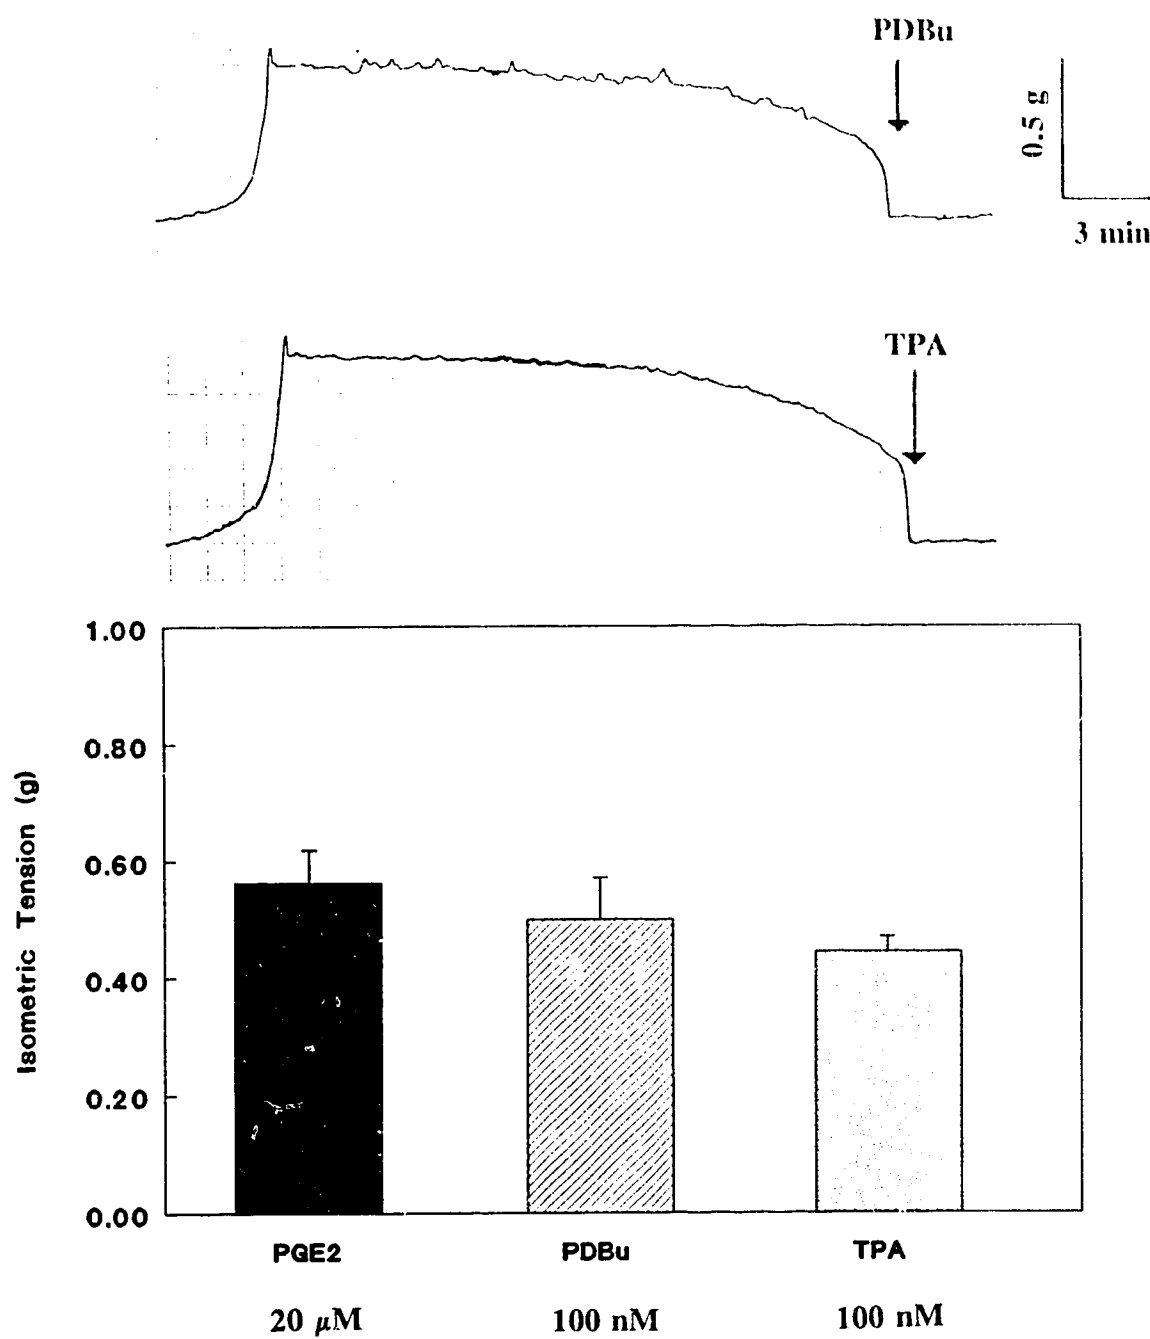 PDBu
0.5 g
3 min
TPA
1.00
0.80
0.60
0.40
0.20
0.00
Isometric Tension (g)
PGE2 PDBu TPA
20 μM 100 nM 100 nM